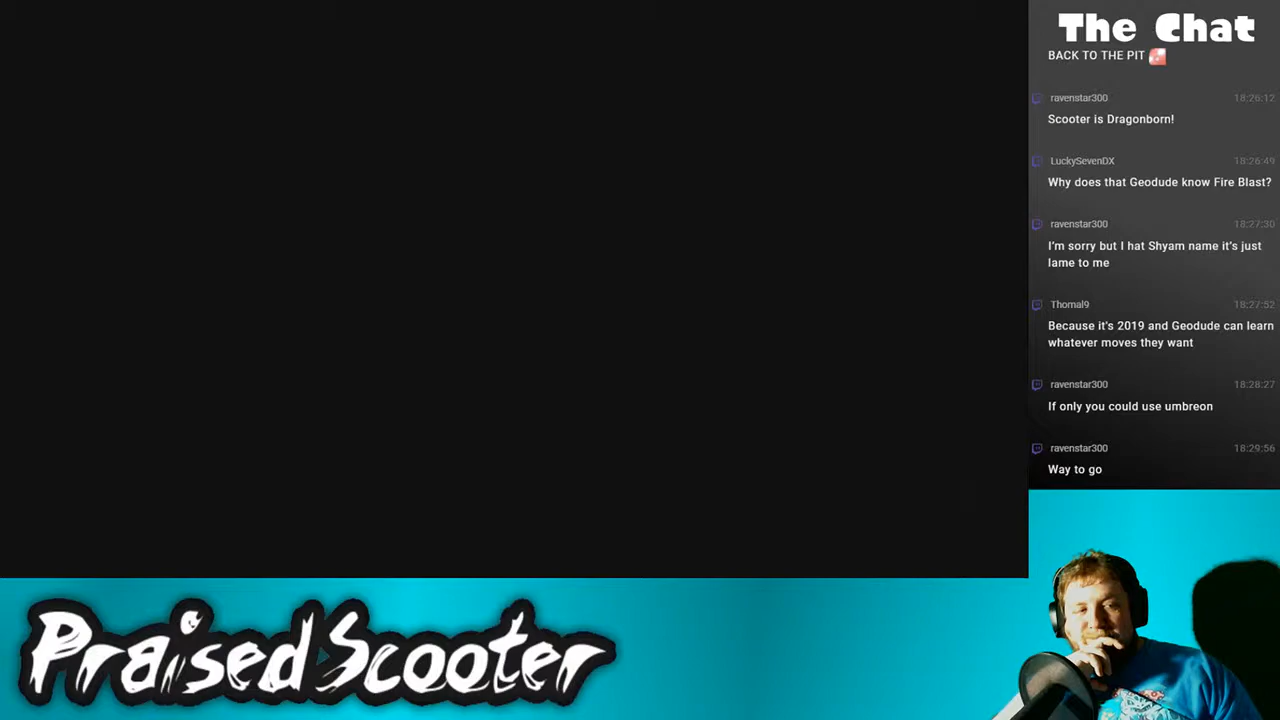 The Chat
BACK TO THE PIT
ravenstar300 18:26:12
Scooter is Dragonborn!
LuckySevenDX 18:26:49
Why does that Geodude know Fire Blast?
ravenstar300 18:27:30
I'm sorry but I hat Shyam name it's just
lame to me
Thomal9 18:27:52
Because it's 2019 and Geodude can learn
whatever moves they want
ravenstar300 18:28:27
If only you could use umbreon
ravenstar300 18:29:56
Way to go
PraisedScooter